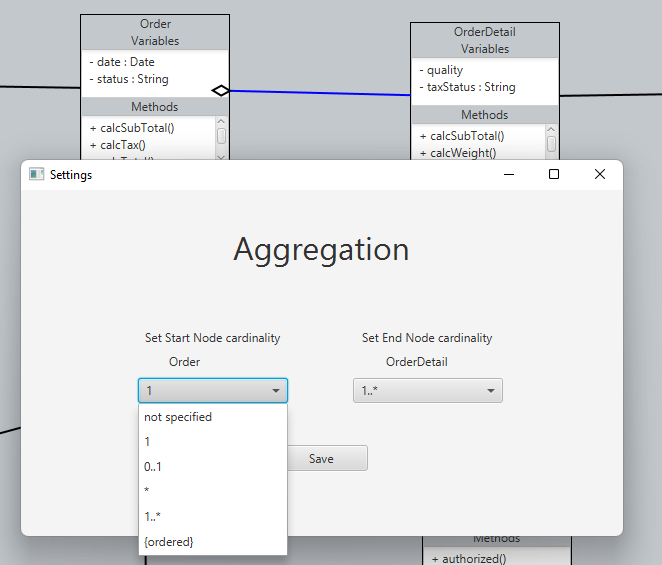 Order
Variables
- date : Date
- status : String
Methods
+ calcSubTotal()
+ calcTax()
OrderDetail
Variables
- quality
- taxStatus : String
Methods
+ calcSubTotal()
+ calcWeight()
Settings
Aggregation
Set Start Node cardinality
Set End Node cardinality
Order
OrderDetail
1
1..*
not specified
1
0..1
*
1..*
{ordered}
Save
Methods
+ authorized()